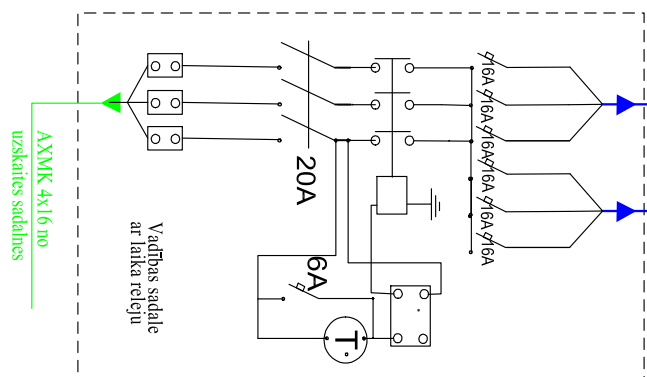 AXMK 4x16 no
uzskaites sadalnes
Vadības sadale
ar laika releju
20A
6A
T
16A
16A
16A
16A
16A
16A